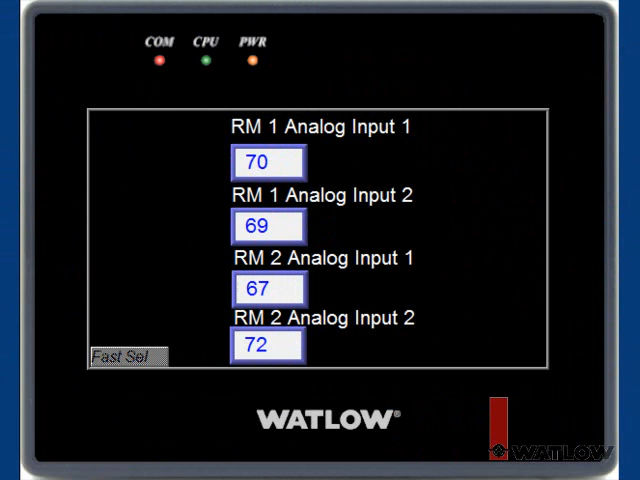 COM CPU PWR
RM 1 Analog Input 1
70
RM 1 Analog Input 2
69
RM 2 Analog Input 1
67
RM 2 Analog Input 2
72
Fast Sel
WATLOW®
WATLOW